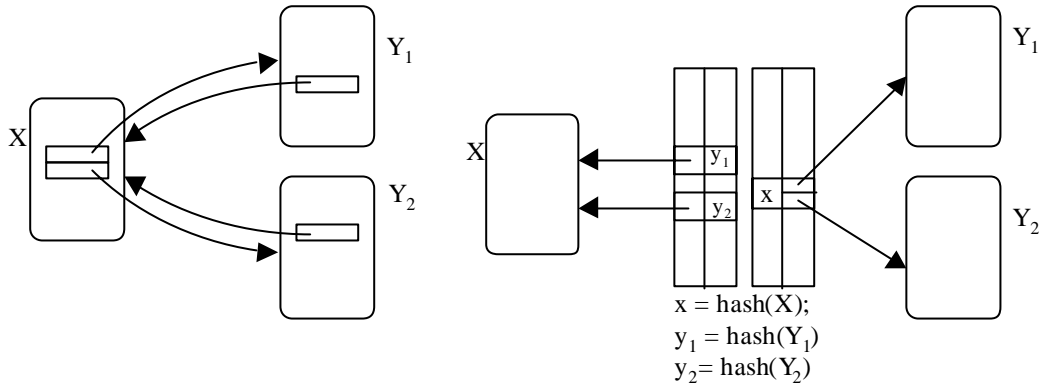 Y₁
X
Y₂
Y₁
X
y₁
y₂
x
Y₂
x = hash(X);
y₁ = hash(Y₁)
y₂= hash(Y₂)